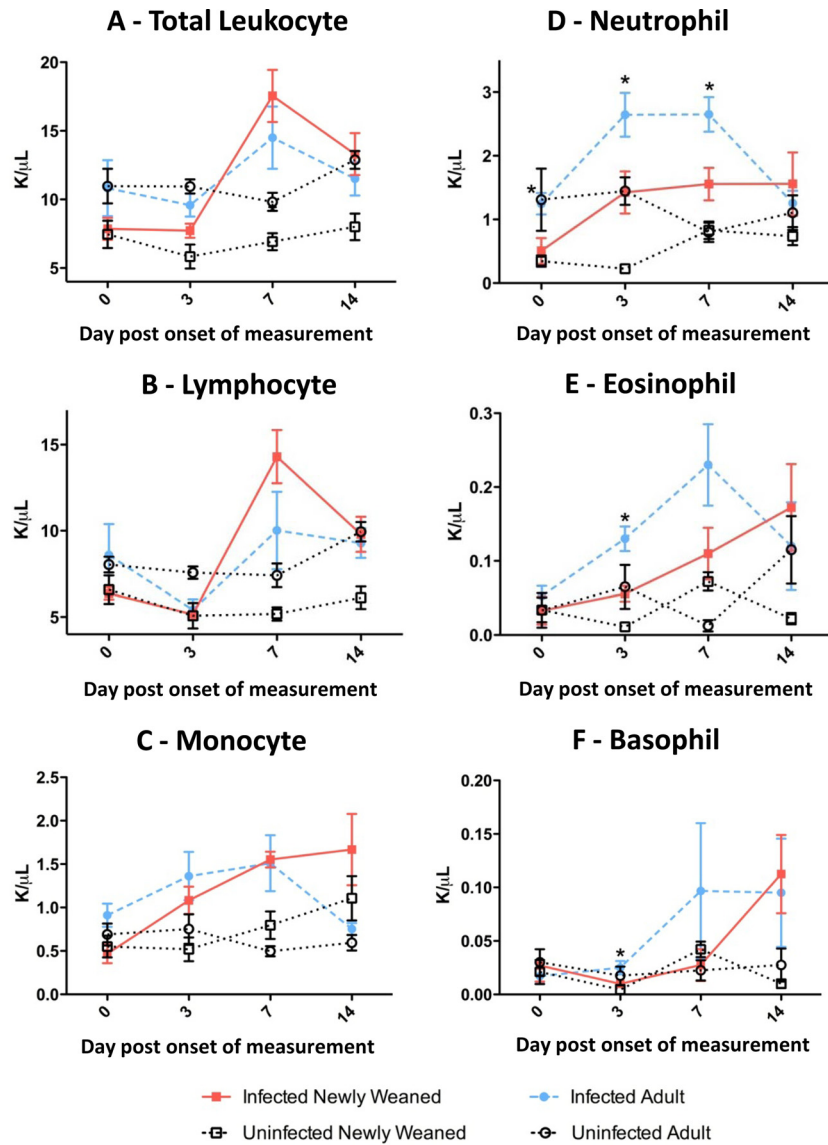 A - Total Leukocyte
20
15
10
5
K/μL
0
3
7
14
Day post onset of measurement
D - Neutrophil
3
2
1
0
K/μL
*
*
*
0
3
7
14
Day post onset of measurement
B - Lymphocyte
15
10
5
K/μL
0
3
7
14
Day post onset of measurement
E - Eosinophil
0.3
0.2
0.1
0.0
K/μL
*
0
3
7
14
Day post onset of measurement
C - Monocyte
2.5
2.0
1.5
1.0
0.5
0.0
K/μL
0
3
7
14
Day post onset of measurement
F - Basophil
0.20
0.15
0.10
0.05
0.00
K/μL
*
0
3
7
14
Day post onset of measurement
Infected Newly Weaned
Infected Adult
Uninfected Newly Weaned
Uninfected Adult